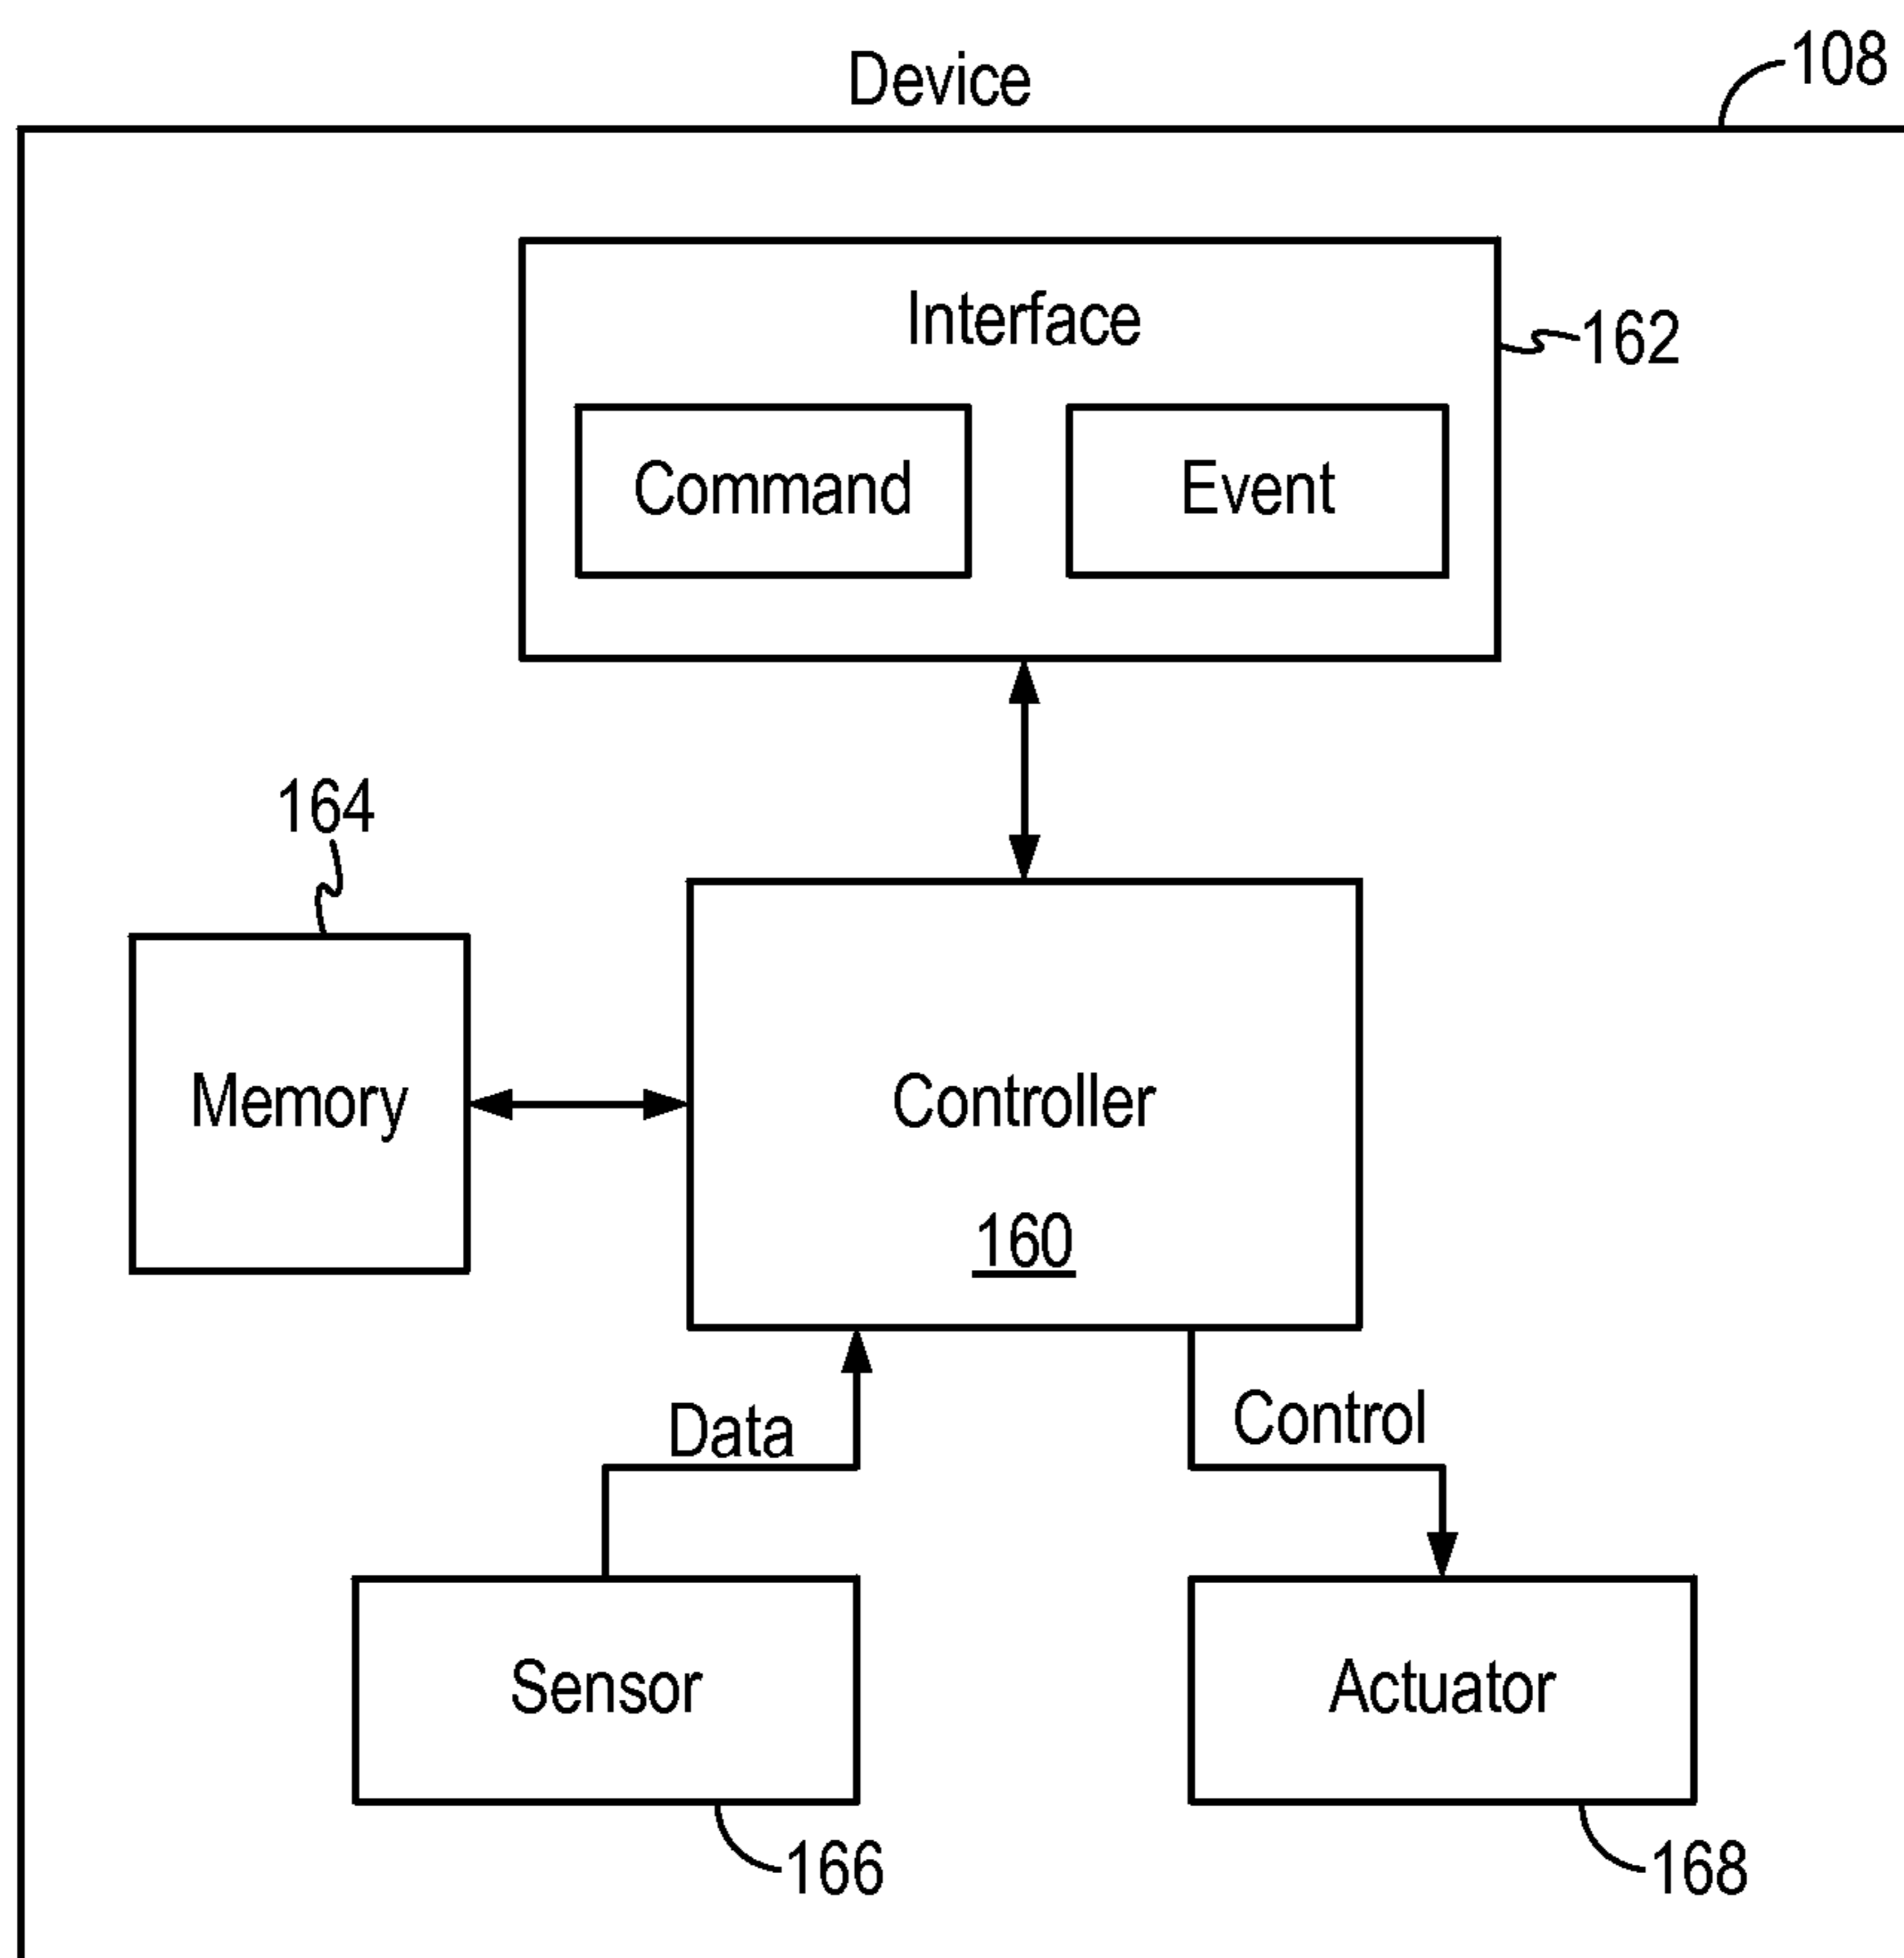 Device
108
Interface
162
Command
Event
164
Memory
Controller
160
Data
Control
Sensor
Actuator
166
168